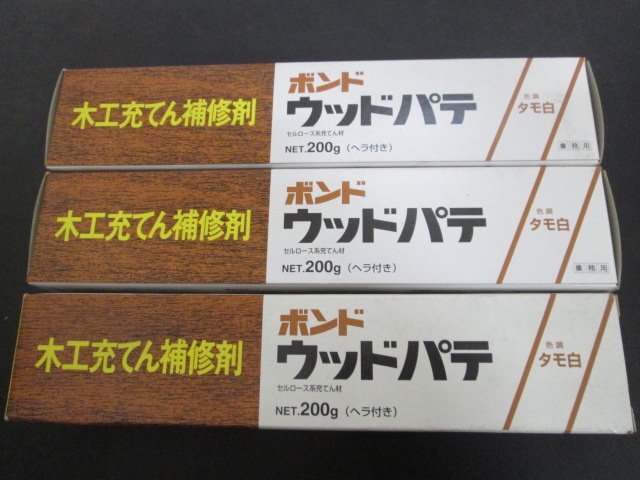 木工充てん補修剤
ボンド
ウッドパテ
セルロース系充てん材
NET.200g(ヘラ付き)
色調
タモ白
業務用
木工充てん補修剤
ボンド
ウッドパテ
セルロース系充てん材
NET.200g(ヘラ付き)
色調
タモ白
業務用
木工充てん補修剤
ボンド
ウッドパテ
セルロース系充てん材
NET.200g(ヘラ付き)
色調
タモ白